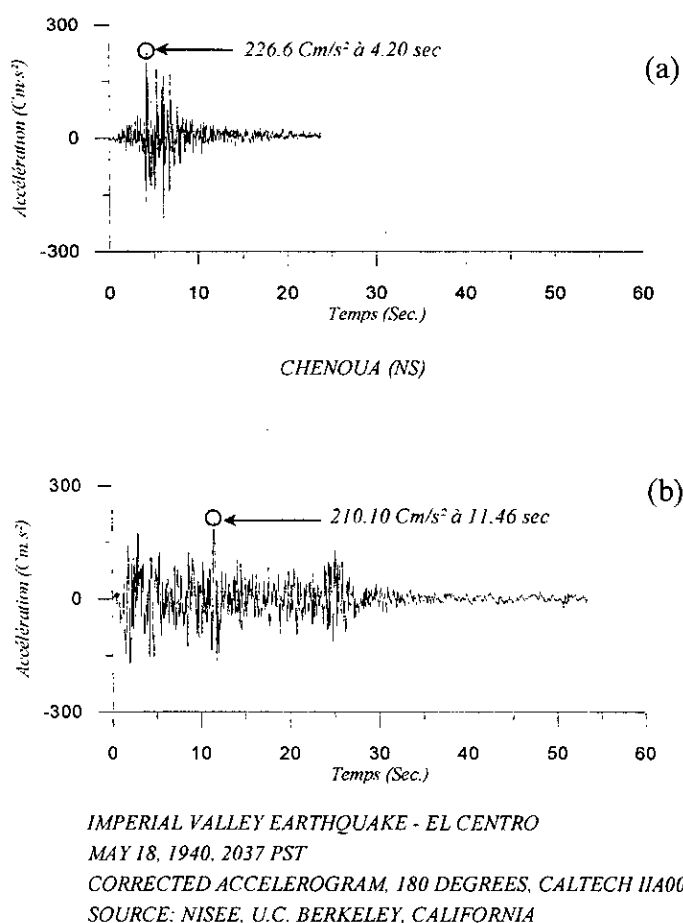 300
226.6 Cm/s² à 4.20 sec
(a)
Accélération (Cm/s²)
0
-300
0 10 20 30 40 50 60
Temps (Sec.)
CHENOUA (NS)
300
(b)
210.10 Cm/s² à 11.46 sec
Accélération (Cm/s²)
0
-300
0 10 20 30 40 50 60
Temps (Sec.)
IMPERIAL VALLEY EARTHQUAKE - EL CENTRO
MAY 18, 1940, 2037 PST
CORRECTED ACCELEROGRAM, 180 DEGREES, CALTECH IIA00
SOURCE: NISEE, U.C. BERKELEY, CALIFORNIA